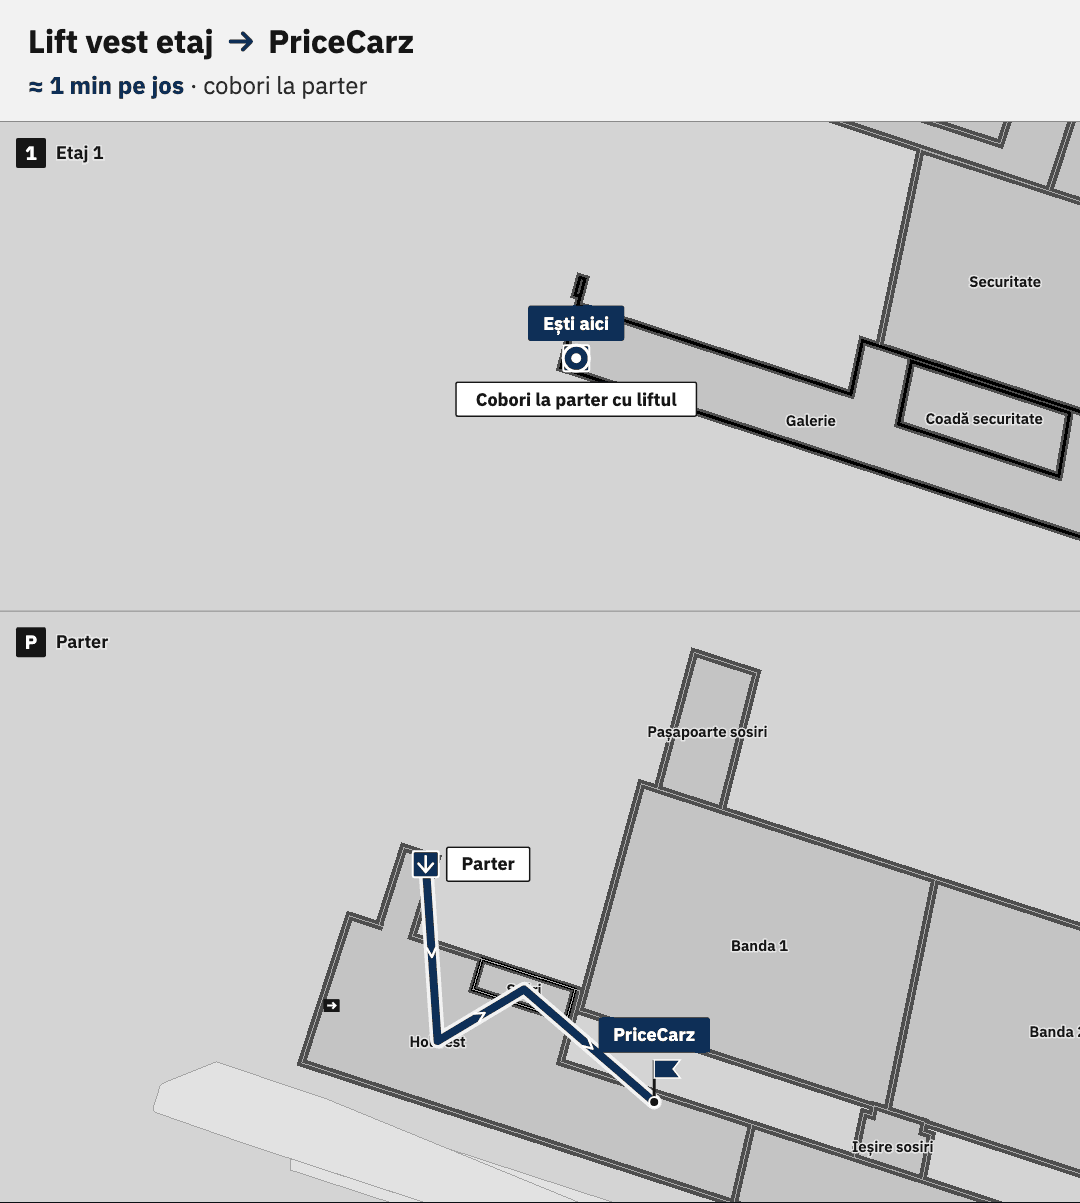 Lift vest etaj → PriceCarz
≈ 1 min pe jos · cobori la parter
1 Etaj 1
Securitate
Ești aici
Cobori la parter cu liftul
Galerie
Coadă securitate
P Parter
Pașapoarte sosiri
Parter
Banda 1
PriceCarz
Banda 2
Ieșire sosiri